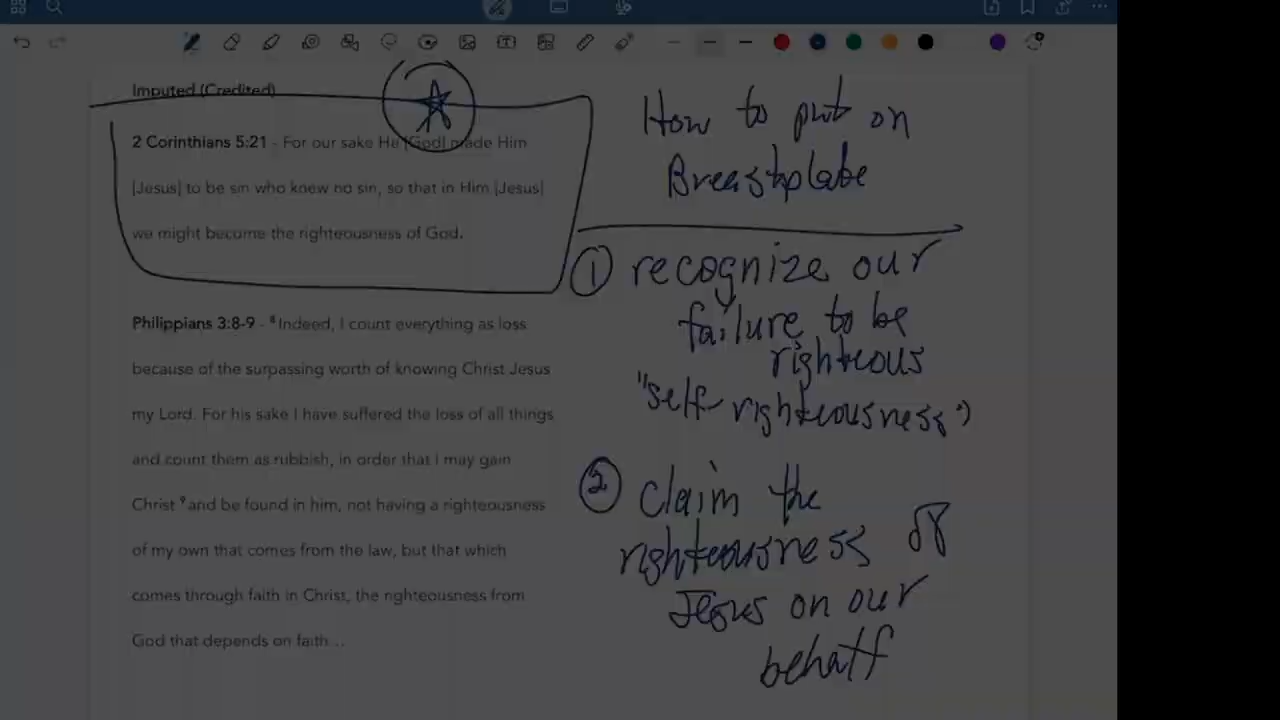 Imputed (Credited)
2 Corinthians 5:21 - For our sake He [God] made Him
[Jesus] to be sin who knew no sin, so that in Him [Jesus]
we might become the righteousness of God.
Philippians 3:8-9 - 8 Indeed, I count everything as loss
because of the surpassing worth of knowing Christ Jesus
my Lord. For his sake I have suffered the loss of all things
and count them as rubbish, in order that I may gain
Christ 9 and be found in him, not having a righteousness
of my own that comes from the law, but that which
comes through faith in Christ, the righteousness from
God that depends on faith…
How to put on
Breastplate
1 recognize our
failure to be
righteous
"self-righteousness"
2 claim the
righteousness of
Jesus on our
behalf